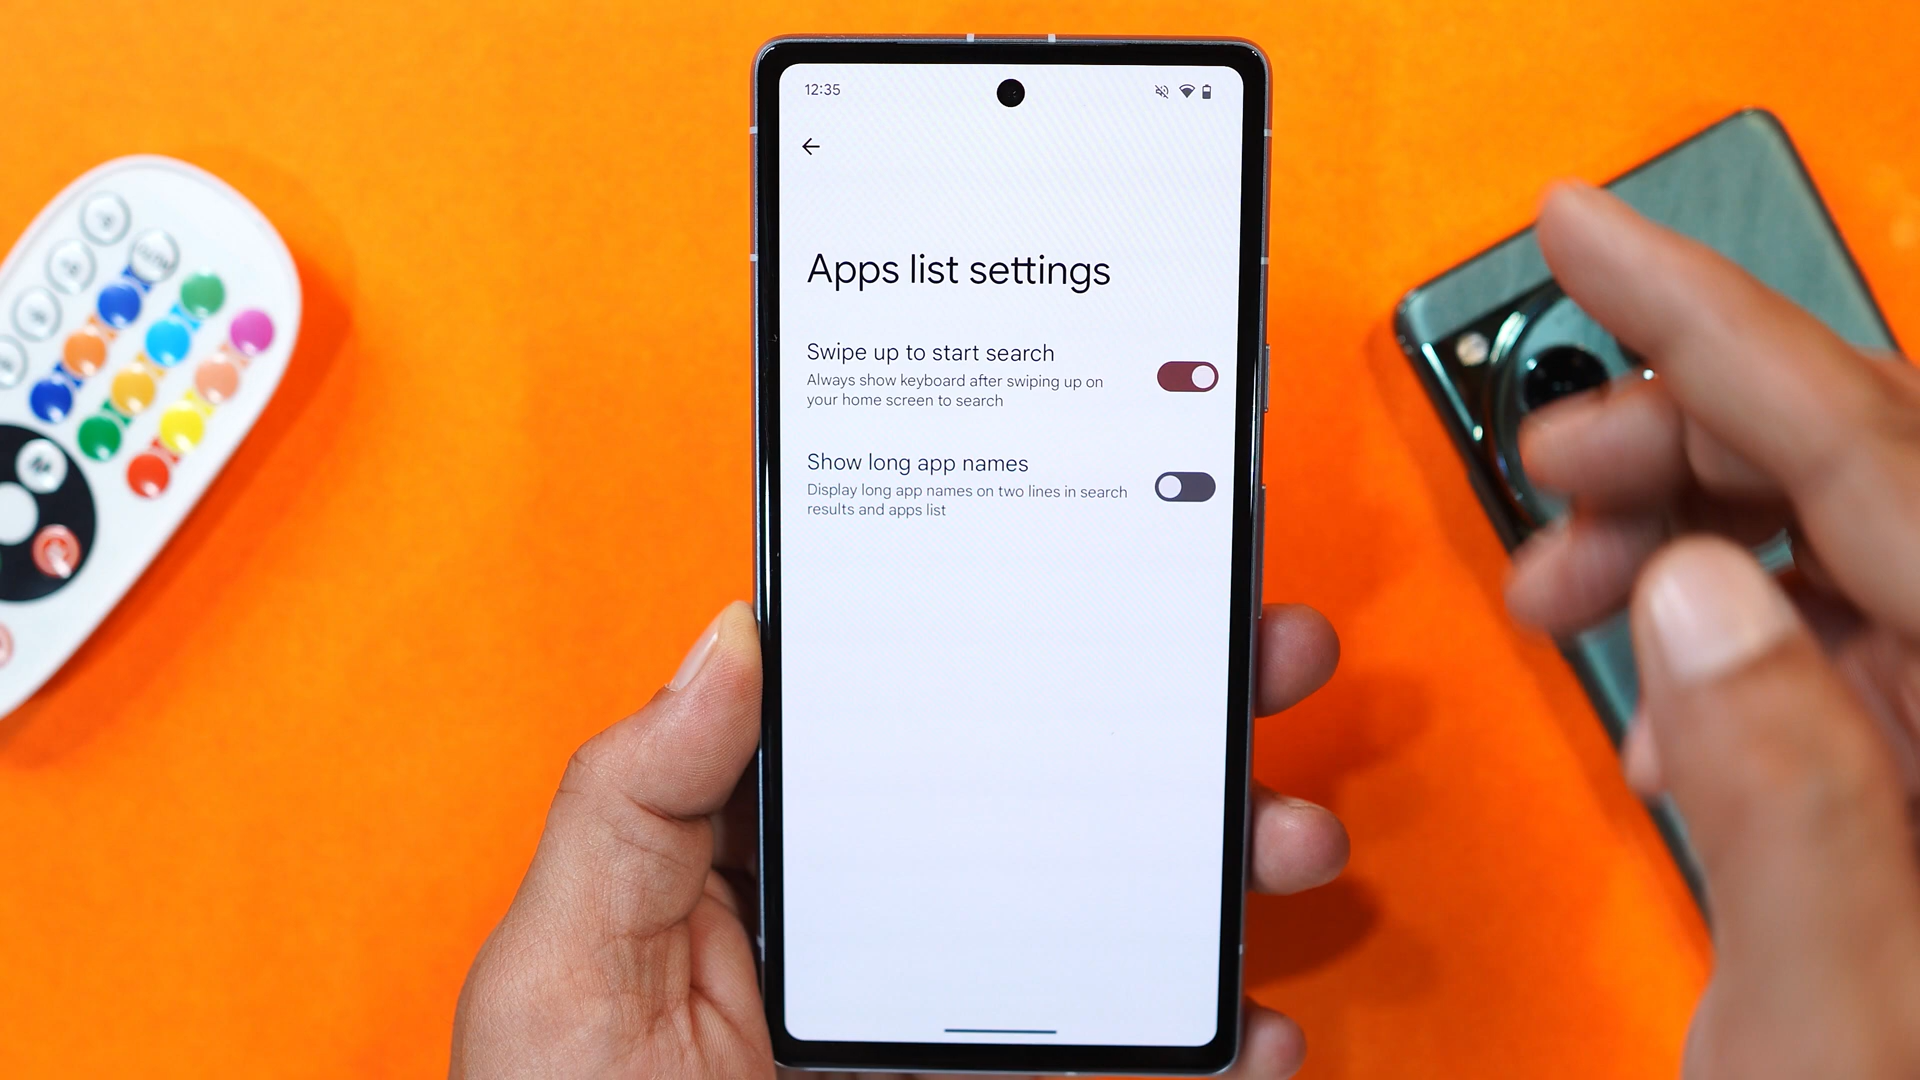 12:35
Apps list settings
Swipe up to start search
Always show keyboard after swiping up on
your home screen to search
Show long app names
Display long app names on two lines in search
results and apps list